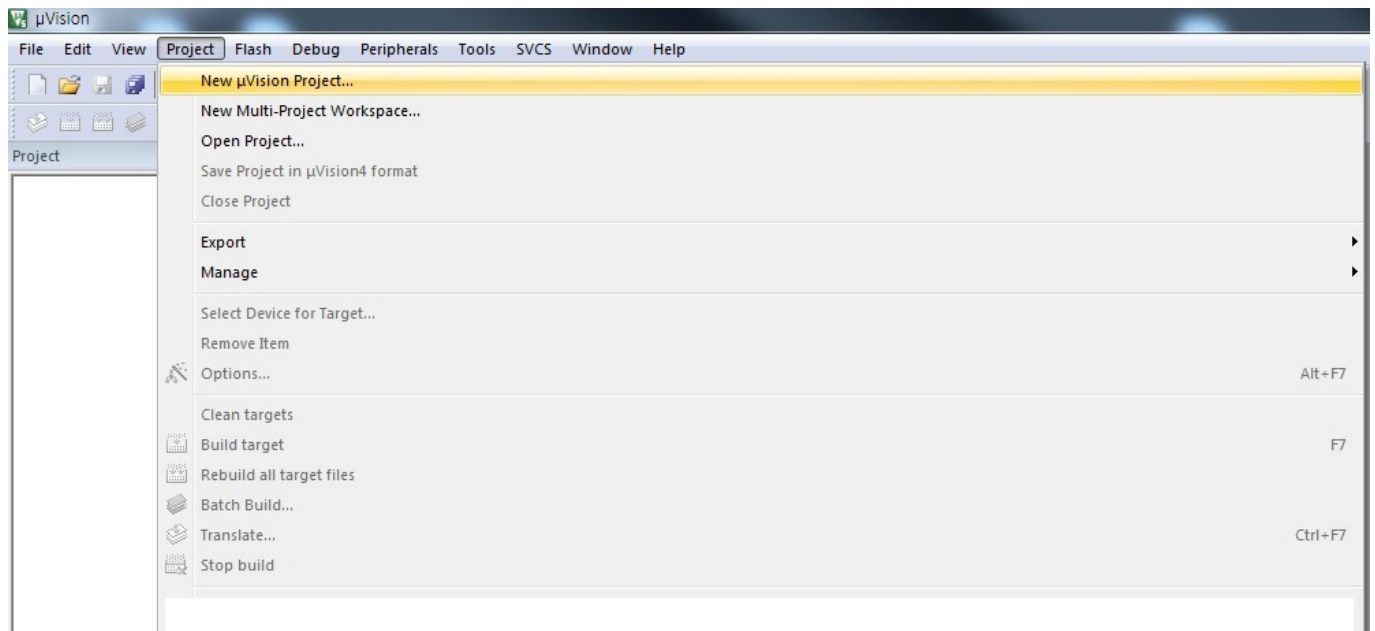 µVision
File Edit View Project Flash Debug Peripherals Tools SVCS Window Help
New µVision Project...
New Multi-Project Workspace...
Open Project...
Project
Save Project in µVision4 format
Close Project
Export
Manage
Select Device for Target...
Remove Item
Options... Alt+F7
Clean targets
Build target F7
Rebuild all target files
Batch Build...
Translate... Ctrl+F7
Stop build